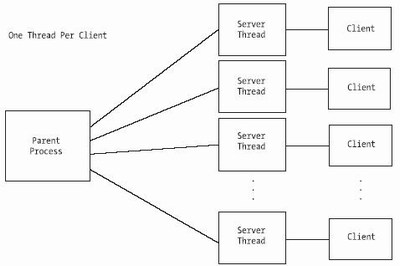 One Thread Per Client
Parent
Process
Server
Thread
Client
Server
Thread
Client
Server
Thread
Client
Server
Thread
Client